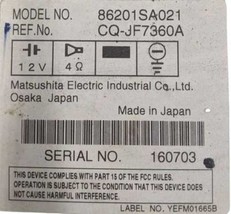 MODEL NO. 86201SA021
REF.No. CQ-JF7360A
12V 4Ω
Matsushita Electric Industrial Co.,Ltd.
Osaka Japan
Made in Japan
SERIAL NO. 160703
THIS DEVICE COMPLIES WITH PART 15 OF THE FCC RULES.
OPERATION IS SUBJECT TO THE CONDITION THAT THIS DEVICE DOES
NOT CAUSE HARMFUL INTERFERENCE.
LABEL NO. YEFM01665B